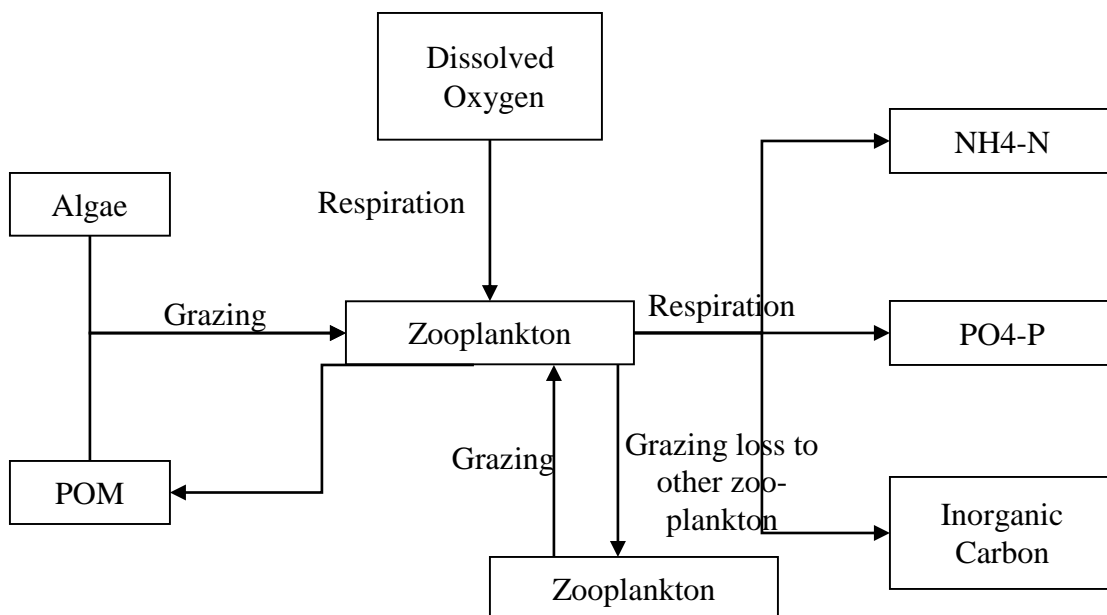 Dissolved
Oxygen
NH4-N
Algae
Respiration
Grazing
Respiration
Zooplankton
PO4-P
Grazing
Grazing loss to
other zoo-
plankton
POM
Inorganic
Carbon
Zooplankton